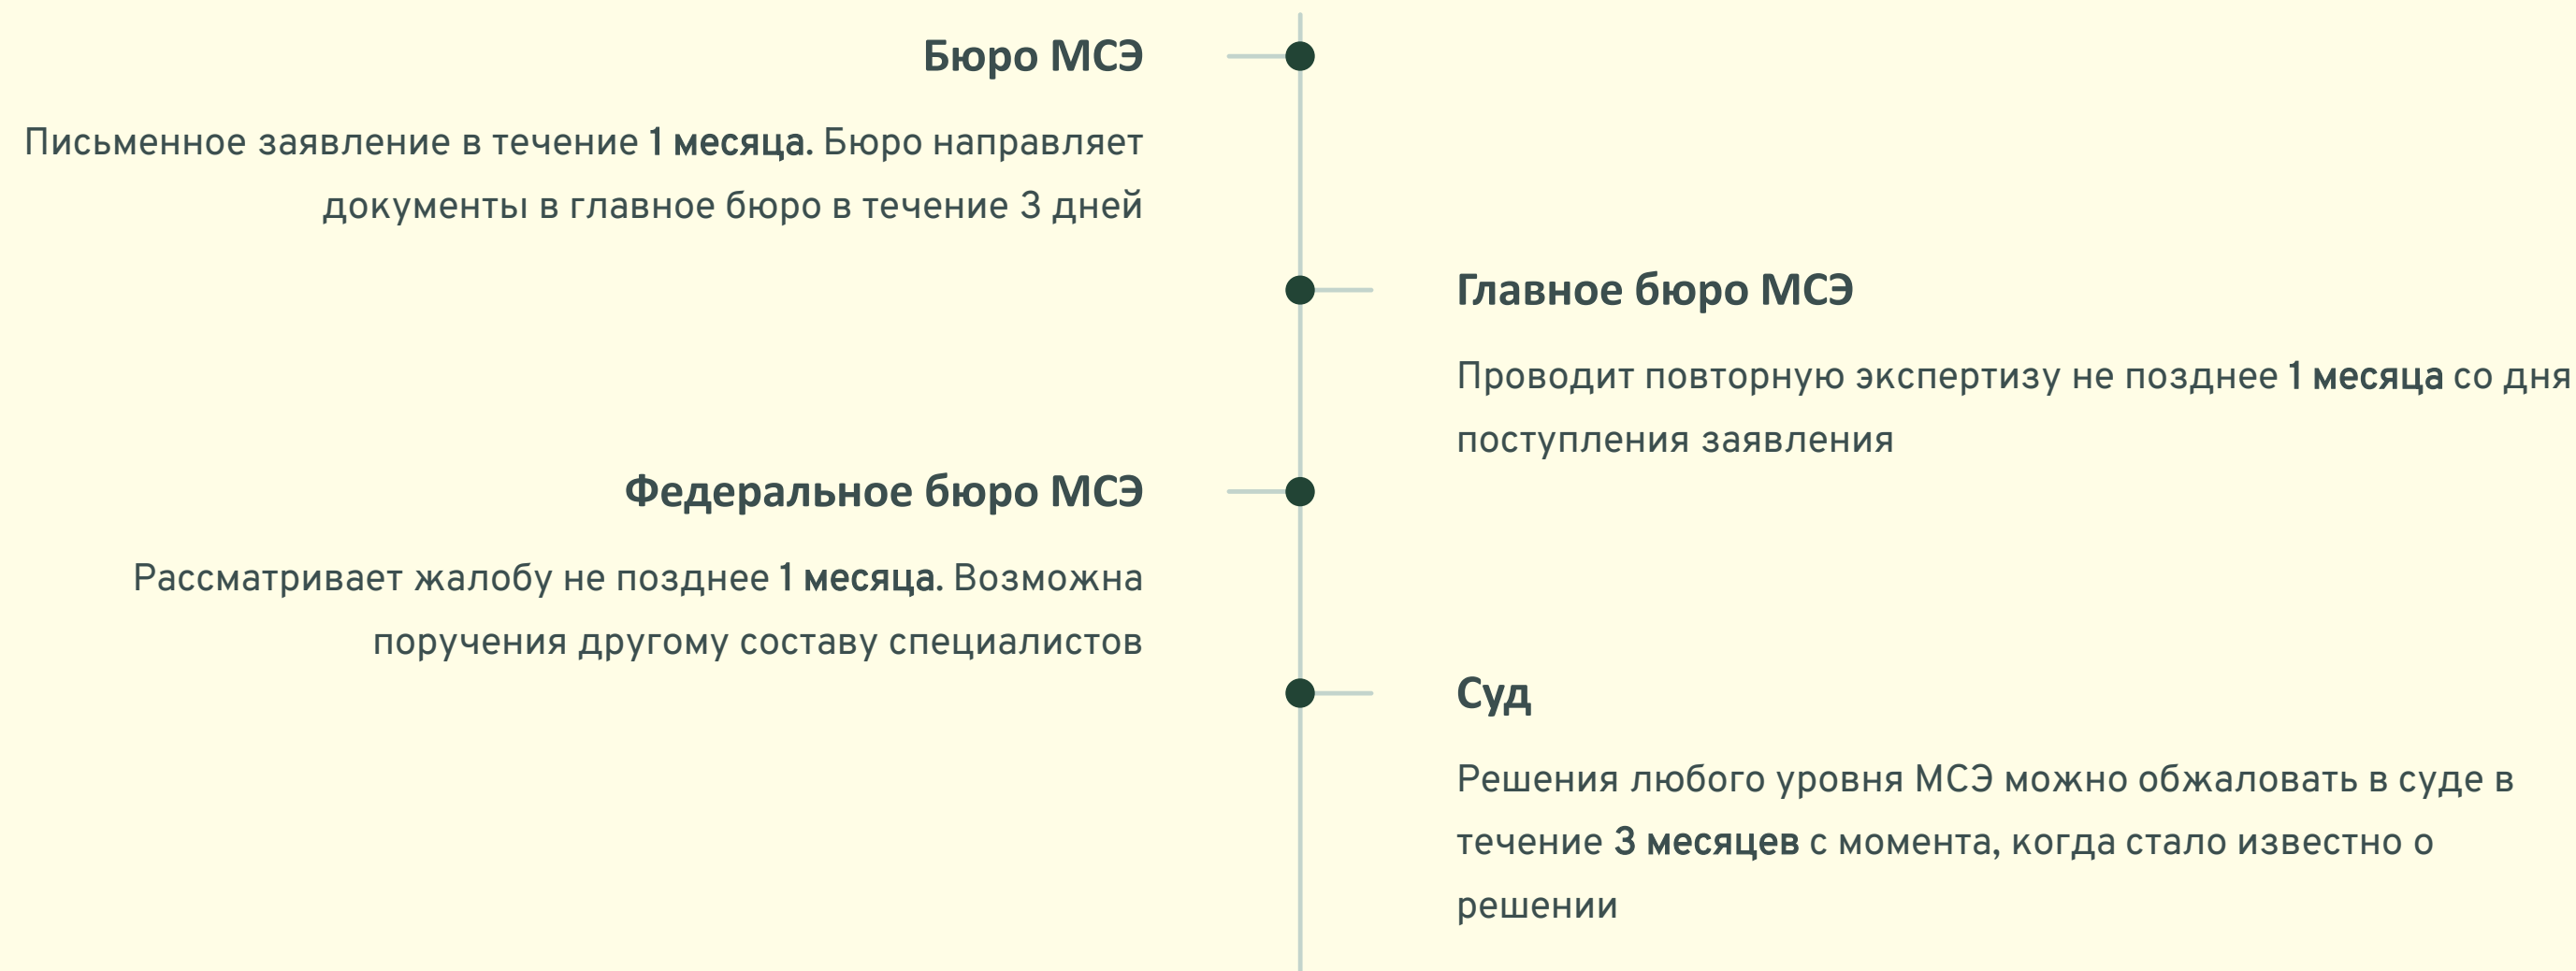 Бюро МСЭ
Письменное заявление в течение 1 месяца. Бюро направляет
документы в главное бюро в течение 3 дней
Главное бюро МСЭ
Проводит повторную экспертизу не позднее 1 месяца со дня
поступления заявления
Федеральное бюро МСЭ
Рассматривает жалобу не позднее 1 месяца. Возможна
поручения другому составу специалистов
Суд
Решения любого уровня МСЭ можно обжаловать в суде в
течение 3 месяцев с момента, когда стало известно о
решении